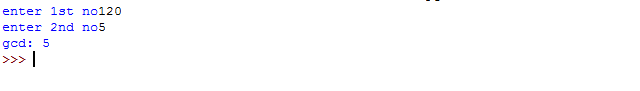 enter 1st no120
enter 2nd no5
gcd: 5
>>>